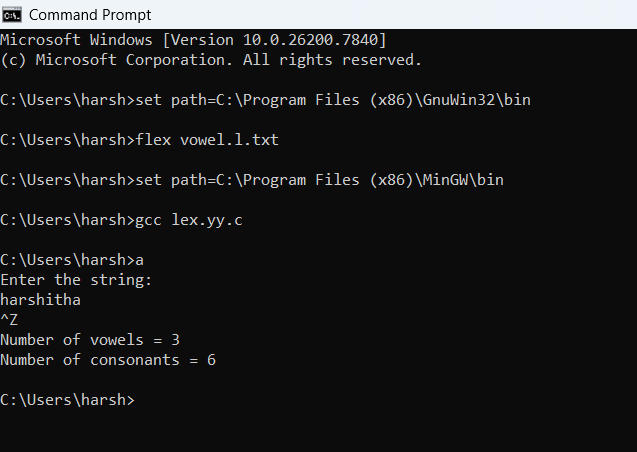 Command Prompt
Microsoft Windows [Version 10.0.26200.7840]
(c) Microsoft Corporation. All rights reserved.
C:\Users\harsh>set path=C:\Program Files (x86)\GnuWin32\bin
C:\Users\harsh>flex vowel.l.txt
C:\Users\harsh>set path=C:\Program Files (x86)\MinGW\bin
C:\Users\harsh>gcc lex.yy.c
C:\Users\harsh>a
Enter the string:
harshitha
^Z
Number of vowels = 3
Number of consonants = 6
C:\Users\harsh>